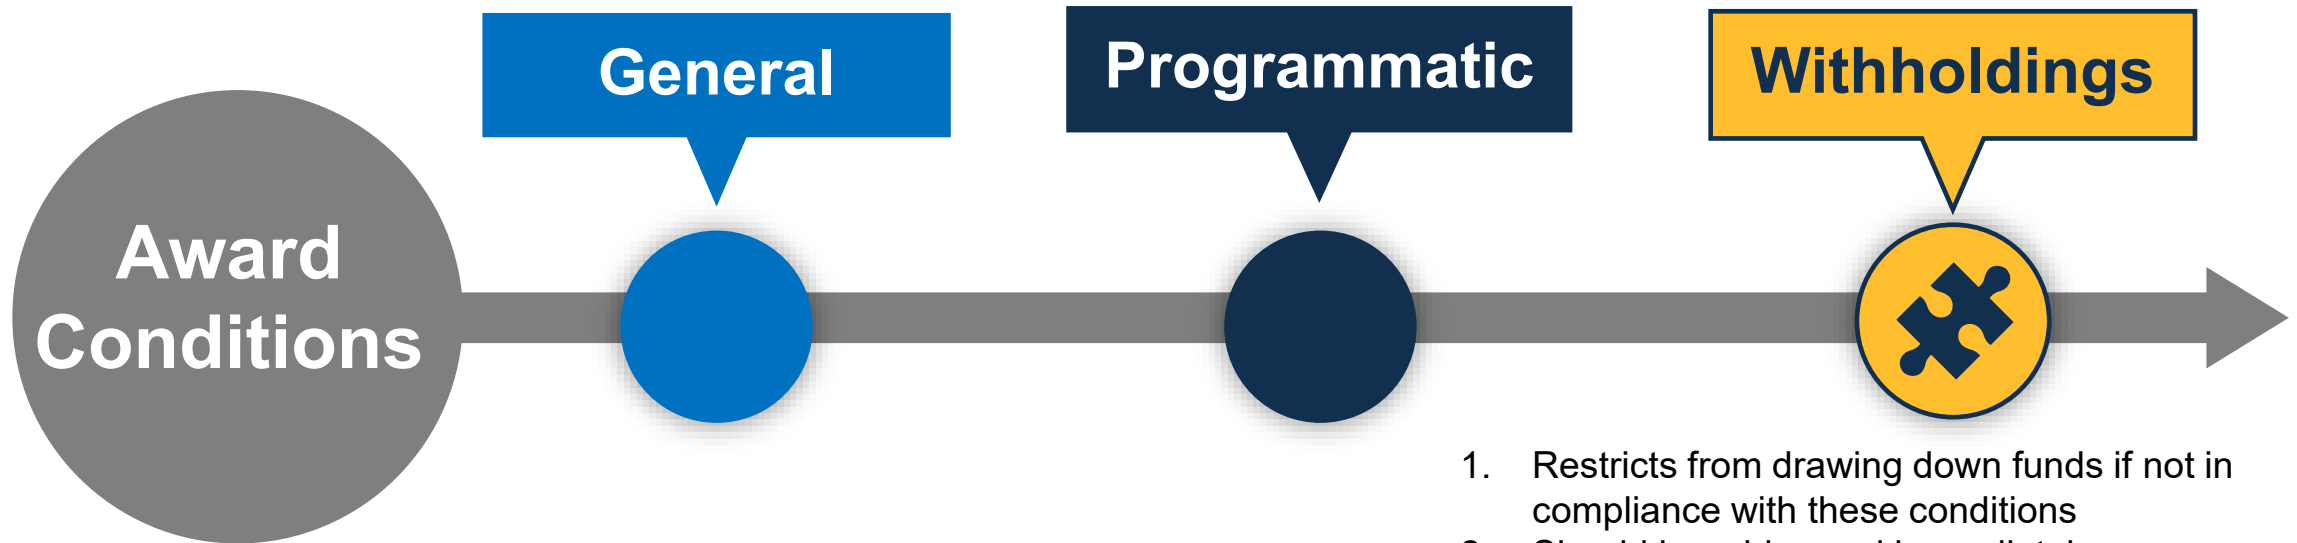 General
Programmatic
Withholdings
Award
Conditions
1. Restricts from drawing down funds if not in
compliance with these conditions